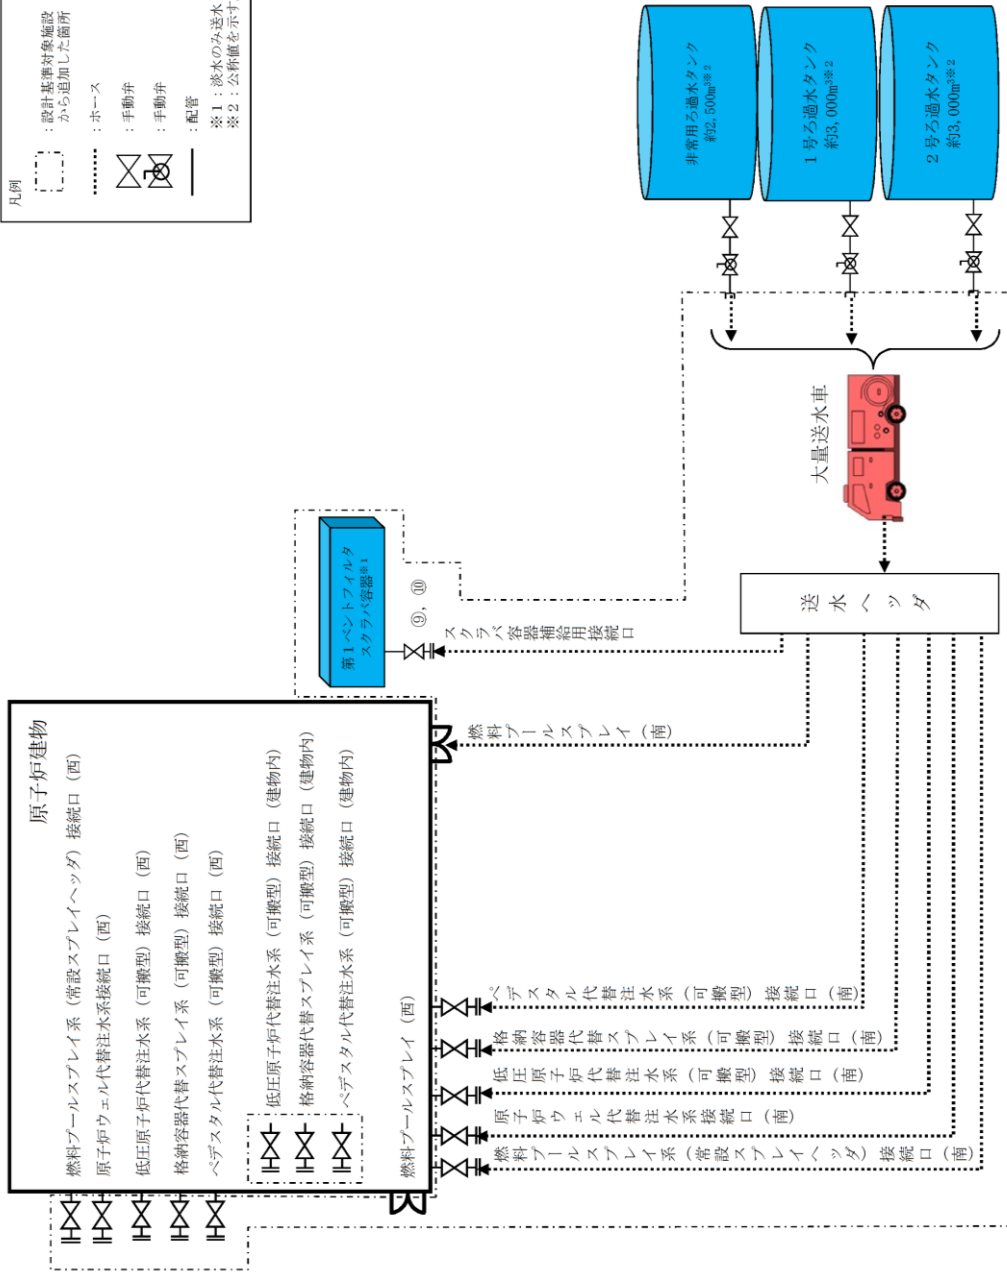 凡例
：設計基準対象施設
から追加した箇所
：ホース
：手動弁
：手動弁
：配管
※1：淡水のみ送水
※2：公称値を示す
非常用ろ過水タンク
約2,500m³※2
1号ろ過水タンク
約3,000m³※2
2号ろ過水タンク
約3,000m³※2
大量送水車
送水ヘッダ
第1ベントフィルタ
スクラバ容器※1
⑨，⑩
スクラバ容器補給用接続口
燃料プールスプレイ（南）
原子炉建物
燃料プールスプレイ系（常設スプレイヘッダ）接続口（西）
原子炉ウェル代替注水系接続口（西）
低圧原子炉代替注水系（可搬型）接続口（西）
格納容器代替スプレイ系（可搬型）接続口（西）
ペデスタル代替注水系（可搬型）接続口（西）
低圧原子炉代替注水系（可搬型）接続口（建物内）
格納容器代替スプレイ系（可搬型）接続口（建物内）
ペデスタル代替注水系（可搬型）接続口（建物内）
燃料プールスプレイ（西）
ペデスタル代替注水系（可搬型）接続口（南）
格納容器代替スプレイ系（可搬型）接続口（南）
低圧原子炉代替注水系（可搬型）接続口（南）
原子炉ウェル代替注水系接続口（南）
燃料プールスプレイ系（常設スプレイヘッダ）接続口（南）